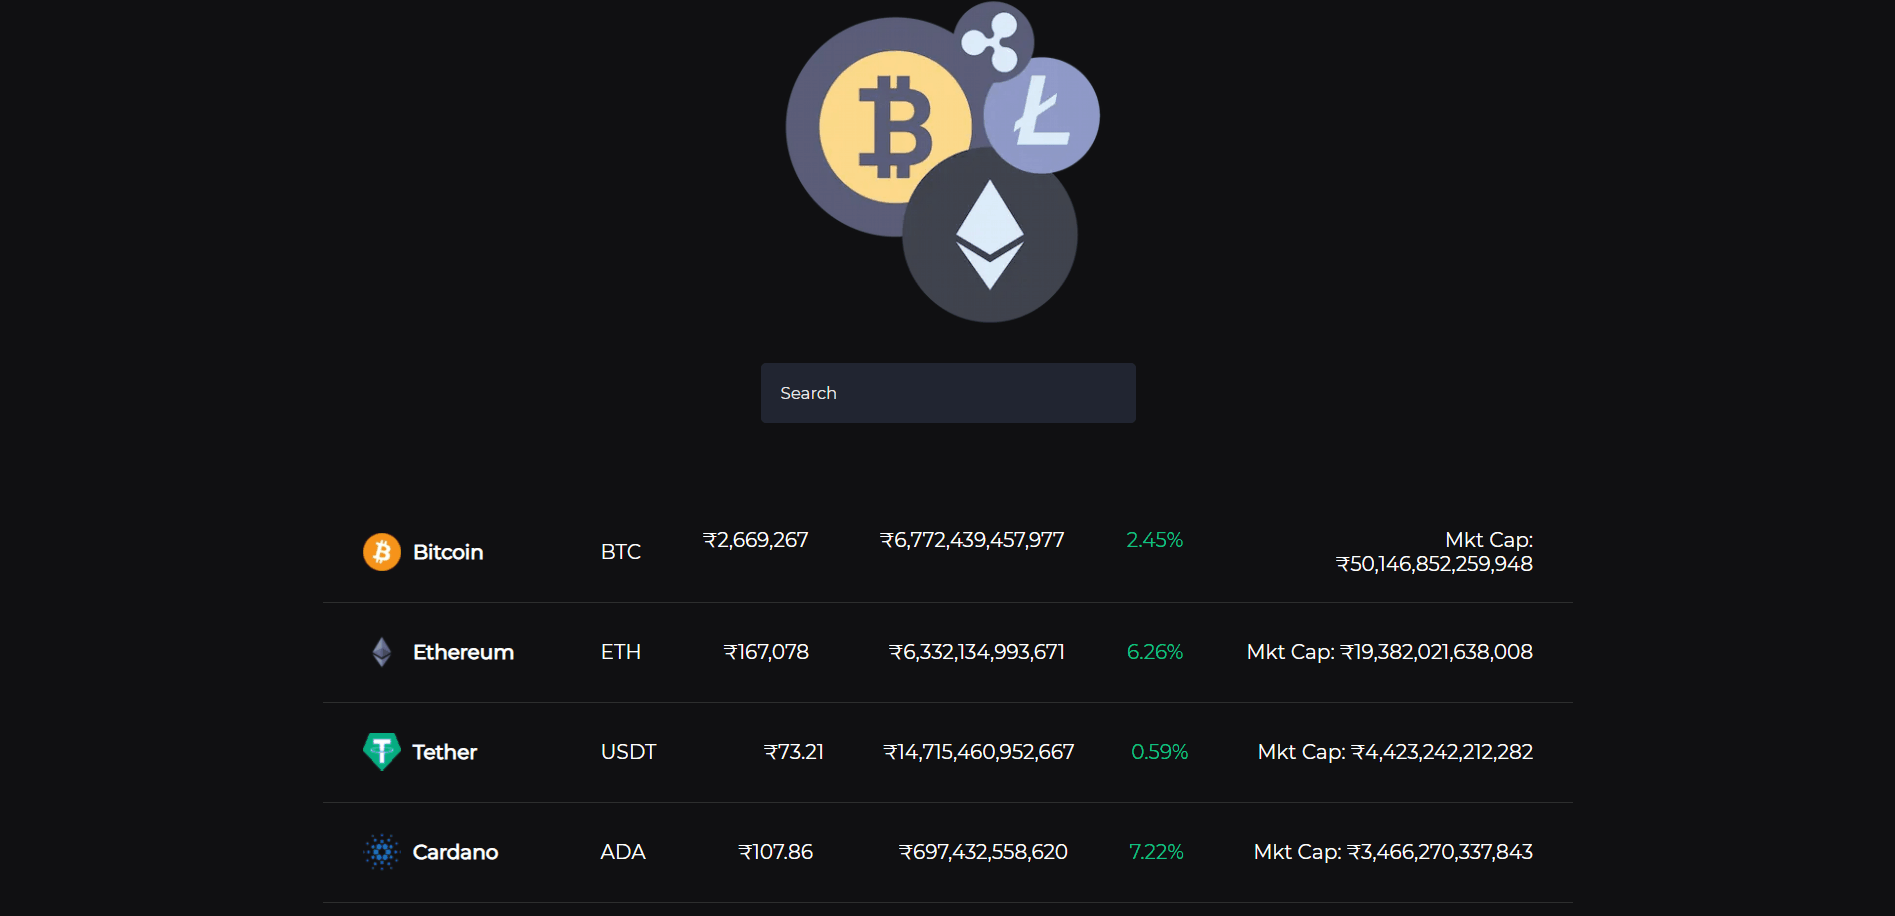 Search
Bitcoin BTC ₹2,669,267 ₹6,772,439,457,977 2.45% Mkt Cap:
₹50,146,852,259,948
Ethereum ETH ₹167,078 ₹6,332,134,993,671 6.26% Mkt Cap: ₹19,382,021,638,008
Tether USDT ₹73.21 ₹14,715,460,952,667 0.59% Mkt Cap: ₹4,423,242,212,282
Cardano ADA ₹107.86 ₹697,432,558,620 7.22% Mkt Cap: ₹3,466,270,337,843